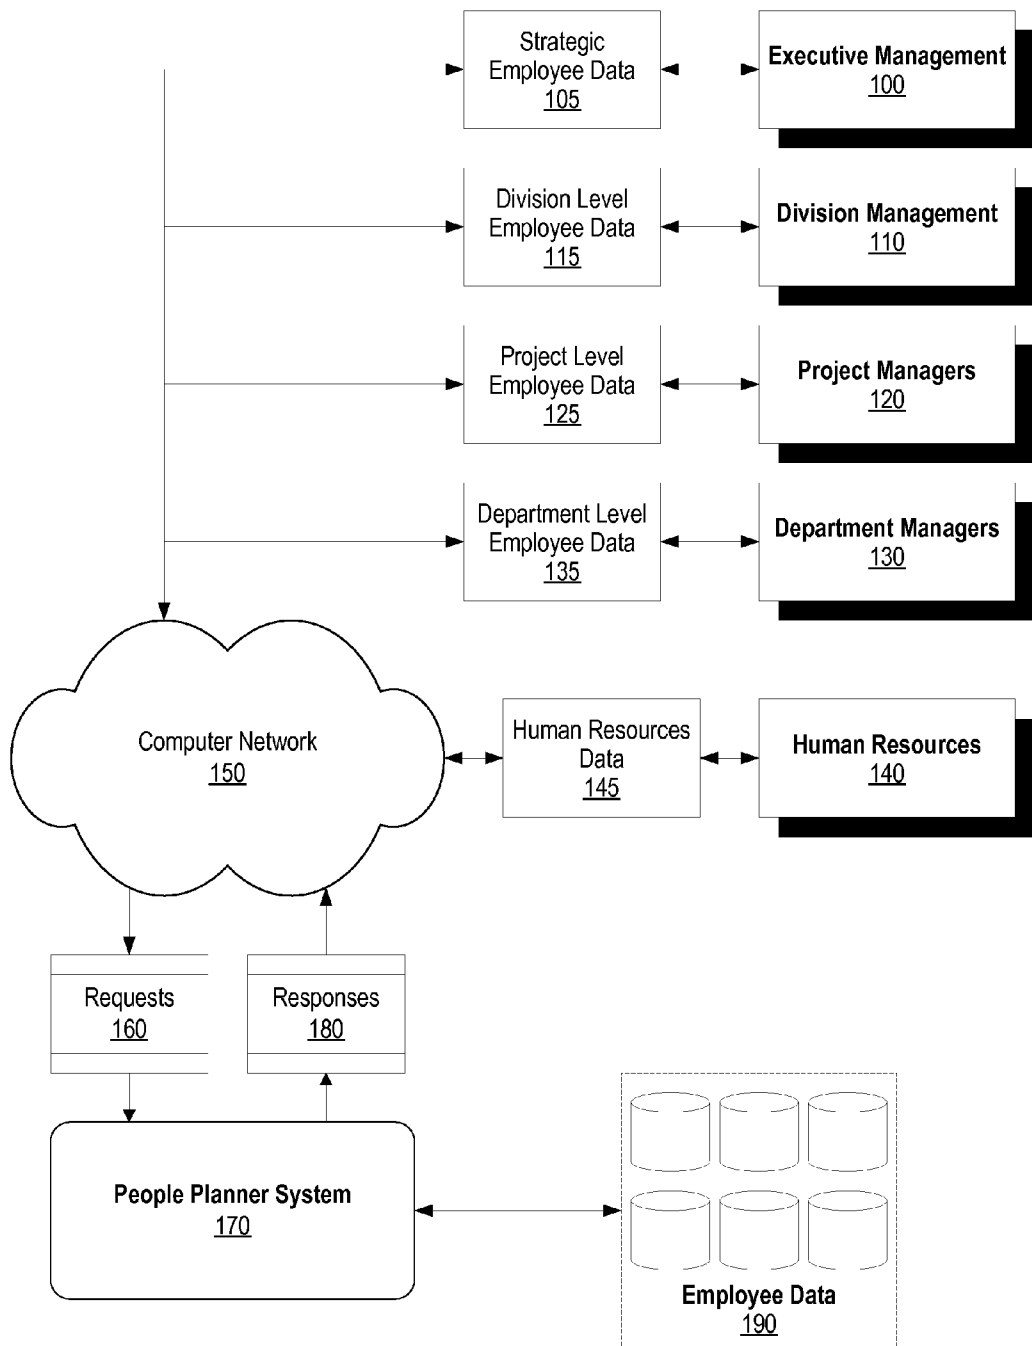 Strategic
Employee Data
105
Executive Management
100
Division Level
Employee Data
115
Division Management
110
Project Level
Employee Data
125
Project Managers
120
Department Level
Employee Data
135
Department Managers
130
Computer Network
150
Human Resources
Data
145
Human Resources
140
Requests
160
Responses
180
People Planner System
170
Employee Data
190